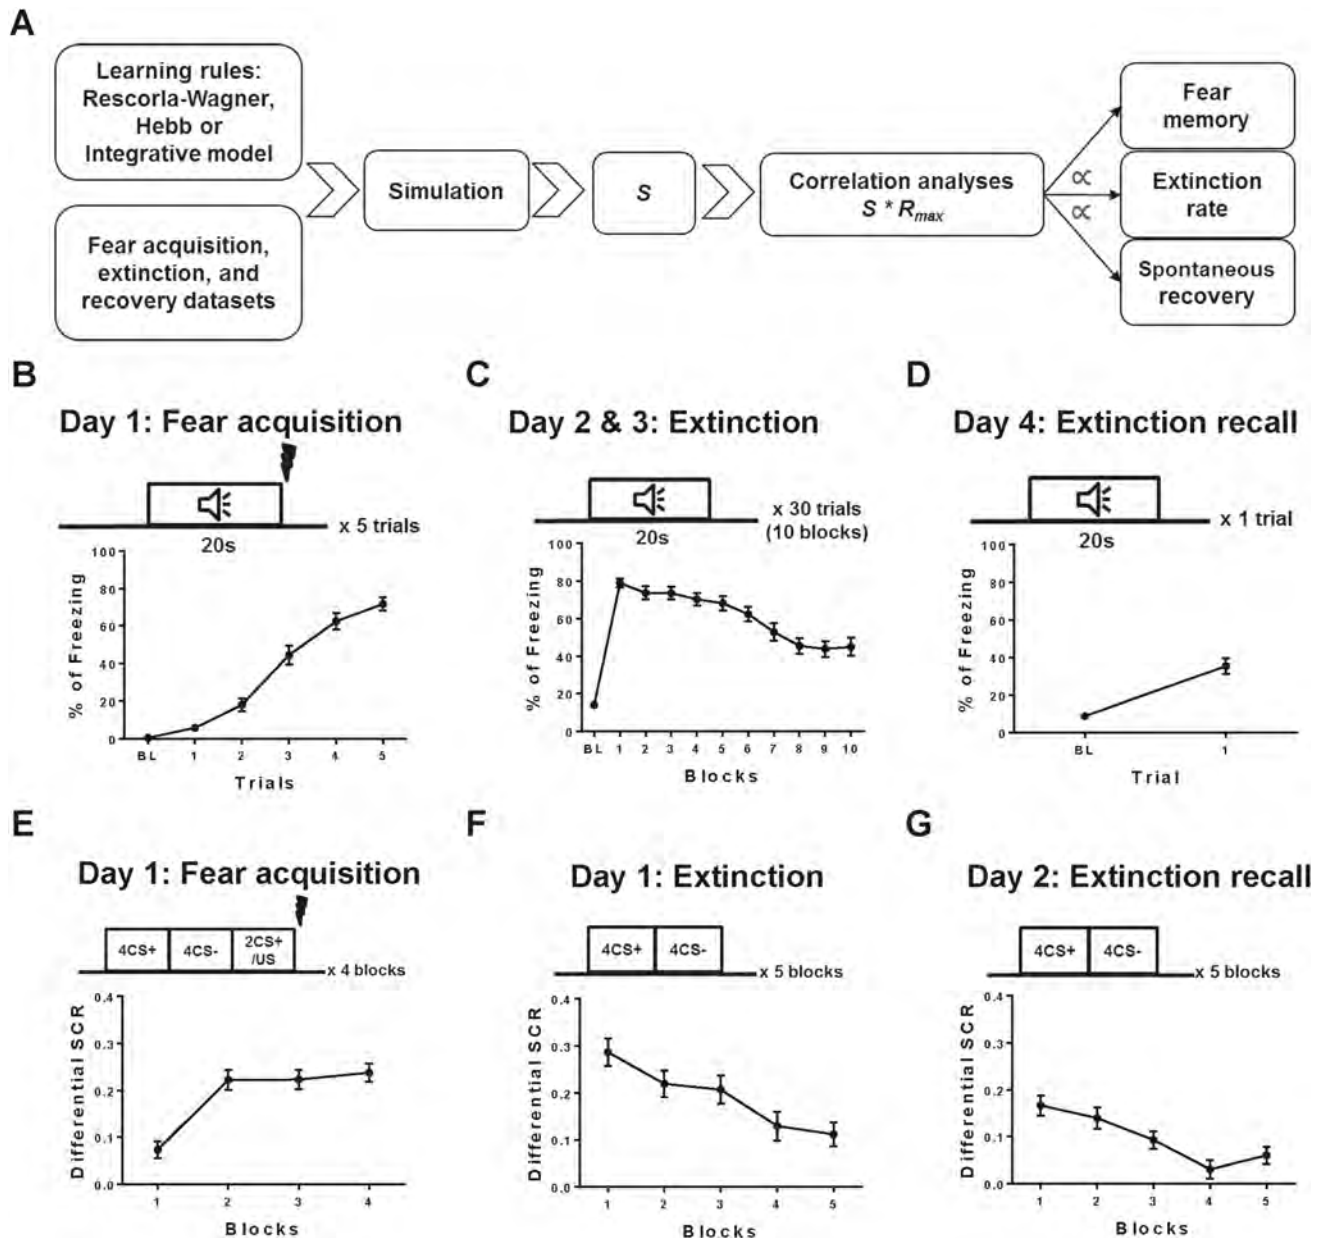 A
Learning rules:
Rescorla-Wagner,
Hebb or
Integrative model
Fear acquisition,
extinction, and
recovery datasets
Simulation
S
Correlation analyses
S * Rmax
∝
∝
Fear
memory
Extinction
rate
Spontaneous
recovery
B
Day 1: Fear acquisition
x 5 trials
20s
% of Freezing
100
80
60
40
20
0
BL 1 2 3 4 5
Trials
C
Day 2 & 3: Extinction
x 30 trials
(10 blocks)
20s
% of Freezing
100
80
60
40
20
0
BL 1 2 3 4 5 6 7 8 9 10
Blocks
D
Day 4: Extinction recall
x 1 trial
20s
% of Freezing
100
80
60
40
20
0
BL 1
Trial
E
Day 1: Fear acquisition
4CS+ 4CS- 2CS+
/US
x 4 blocks
Differential SCR
0.4
0.3
0.2
0.1
0.0
1 2 3 4
Blocks
F
Day 1: Extinction
4CS+ 4CS-
x 5 blocks
Differential SCR
0.4
0.3
0.2
0.1
0.0
1 2 3 4 5
Blocks
G
Day 2: Extinction recall
4CS+ 4CS-
x 5 blocks
Differential SCR
0.4
0.3
0.2
0.1
0.0
1 2 3 4 5
Blocks